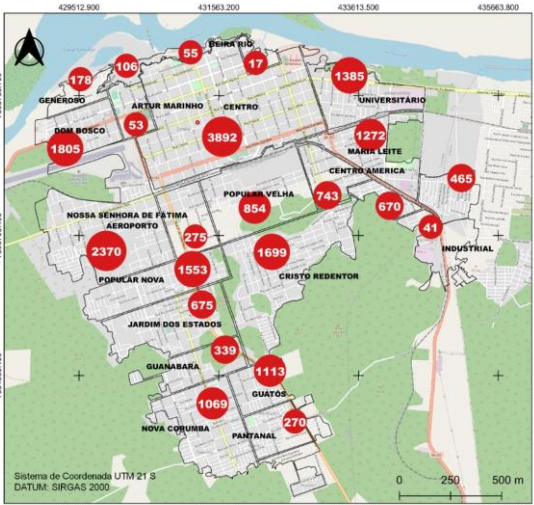 429512.900 431563.200 433613.500 435663.800
BEIRA RIO
55
17
106
178
1385
GENEROSO
ARTUR MARINHO CENTRO
UNIVERSITÁRIO
53
DOM BOSCO
3892
1272
1805
MARIA LEITE
CENTRO AMERICA
465
POPULAR VELHA
743
670
854
NOSSA SENHORA DE FÁTIMA
AEROPORTO
41
275
2370
1699
INDUSTRIAL
1553
POPULAR NOVA
CRISTO REDENTOR
675
JARDIM DOS ESTADOS
339
GUANABARA
1113
GUATÓS
1069
270
NOVA CORUMBA
PANTANAL
Sistema de Coordenada UTM 21 S
DATUM: SIRGAS 2000
0 250 500 m